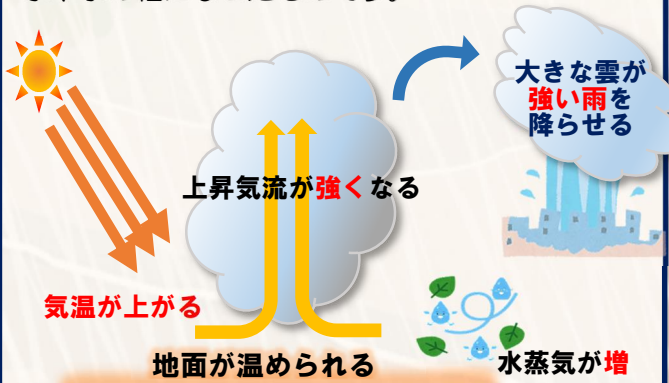 大きな雲が
強い雨を
降らせる
上昇気流が強くなる
気温が上がる
地面が温められる
水蒸気が増